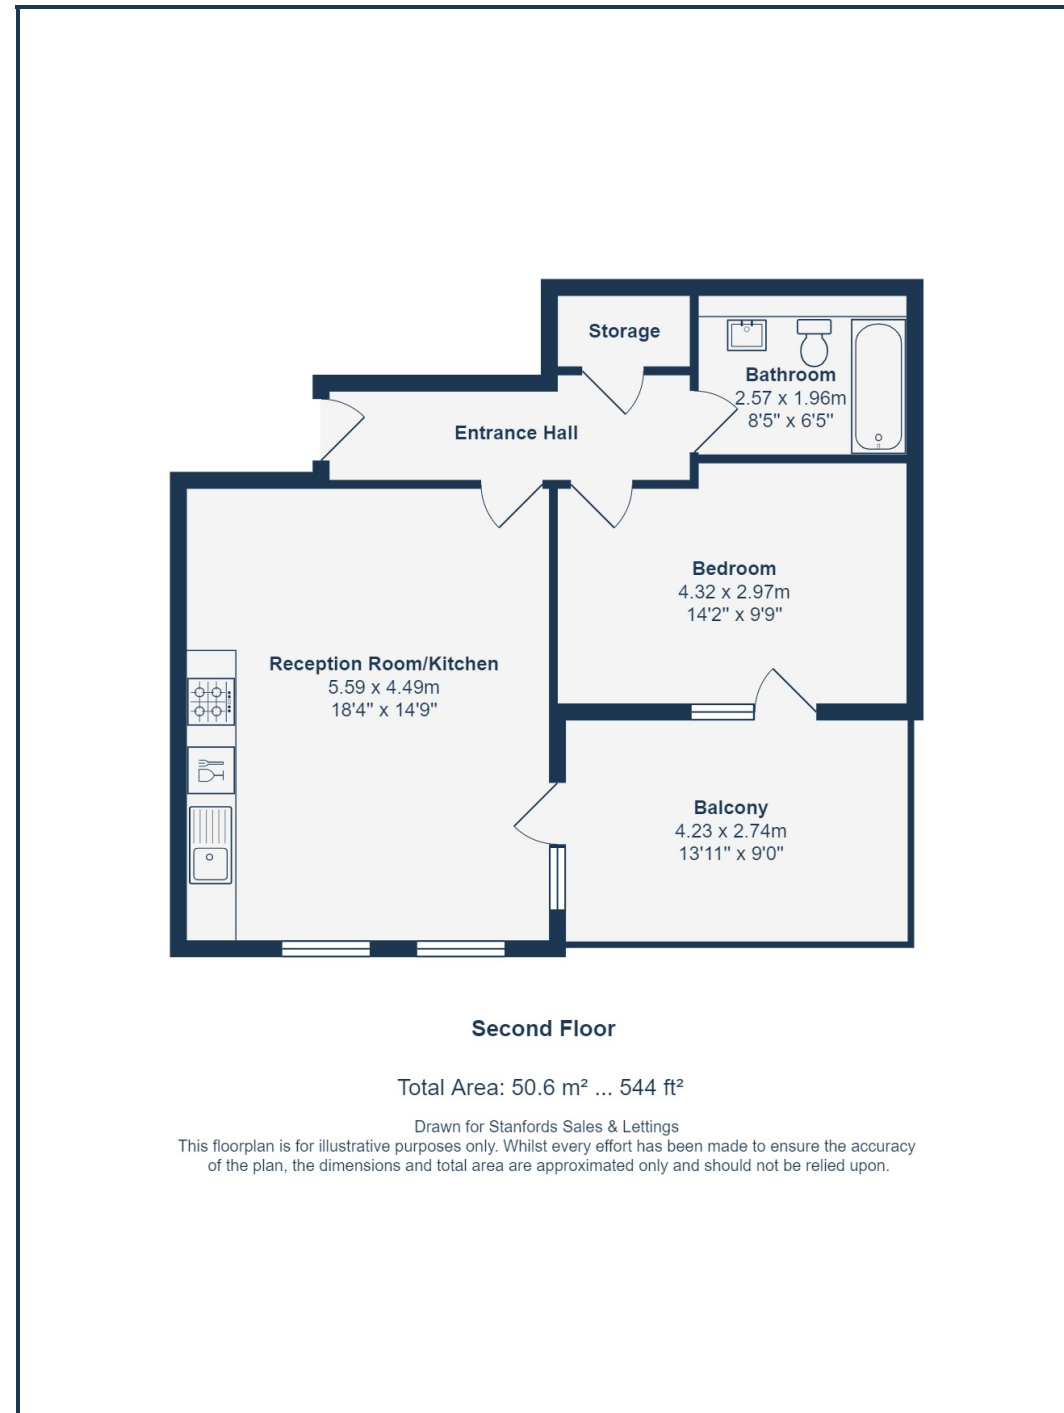 Storage
Bathroom
2.57 x 1.96m
8'5" x 6'5"
Entrance Hall
Bedroom
4.32 x 2.97m
14'2" x 9'9"
Reception Room/Kitchen
5.59 x 4.49m
18'4" x 14'9"
Balcony
4.23 x 2.74m
13'11" x 9'0"
Second Floor
Total Area: 50.6 m² ... 544 ft²
Drawn for Stanfords Sales & Lettings
This floorplan is for illustrative purposes only. Whilst every effort has been made to ensure the accuracy
of the plan, the dimensions and total area are approximated only and should not be relied upon.